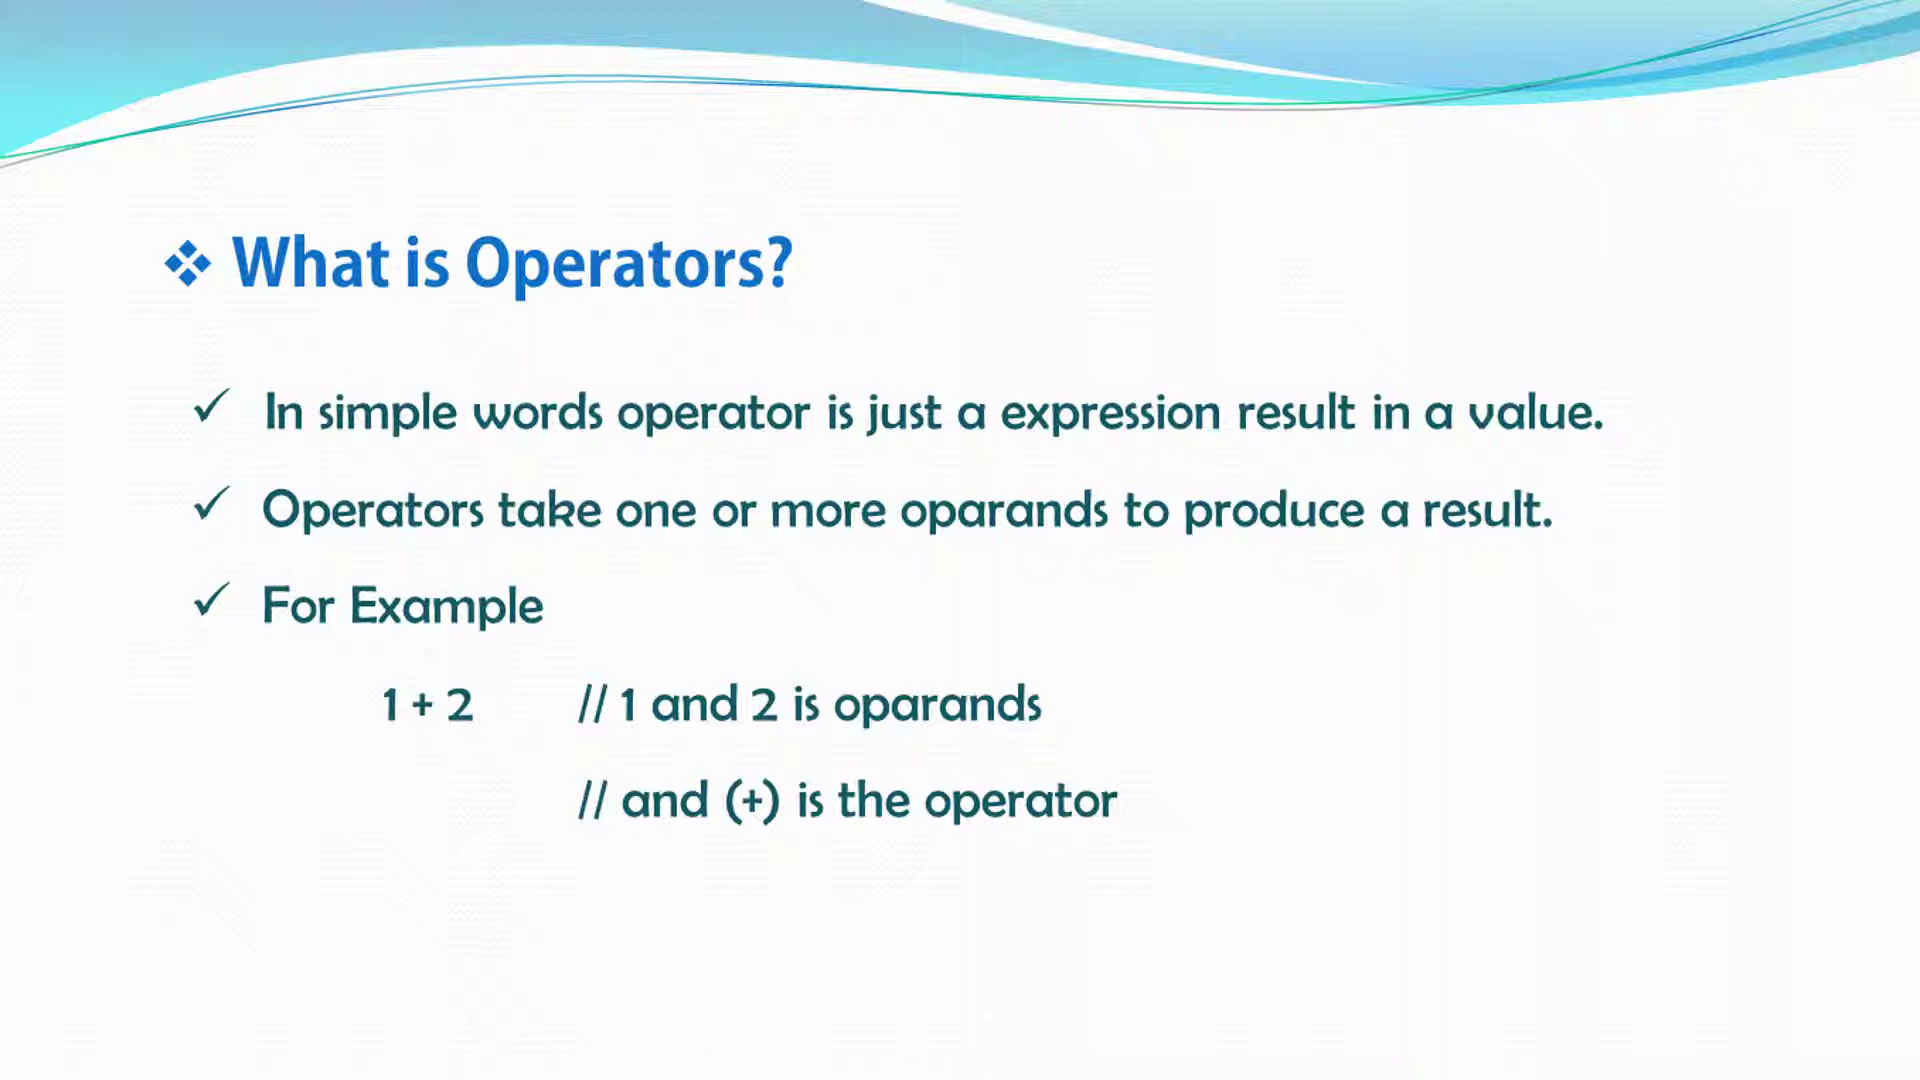 What is Operators?
In simple words operator is just a expression result in a value.
Operators take one or more oparands to produce a result.
For Example
1 + 2 // 1 and 2 is oparands
// and (+) is the operator